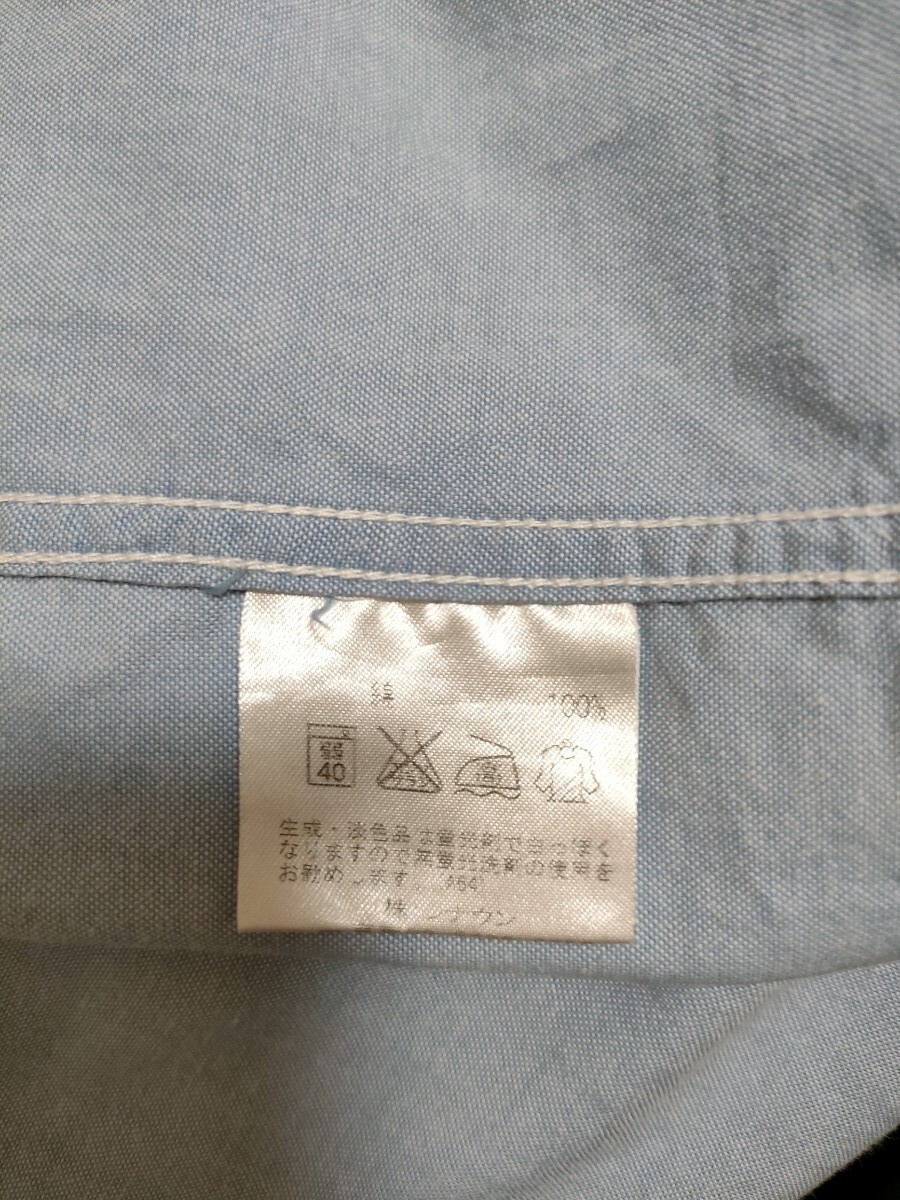 綿 100%
弱 40
生成・淡色品は蛍光剤で白っぽく
なりますので無蛍光洗剤の使用を
お勧めします。